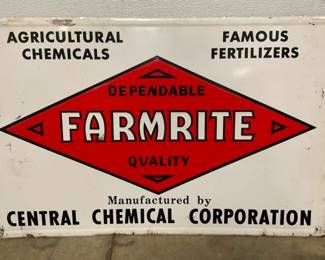 AGRICULTURAL CHEMICALS
FAMOUS FERTILIZERS
DEPENDABLE
FARMRITE
QUALITY
Manufactured by
CENTRAL CHEMICAL CORPORATION